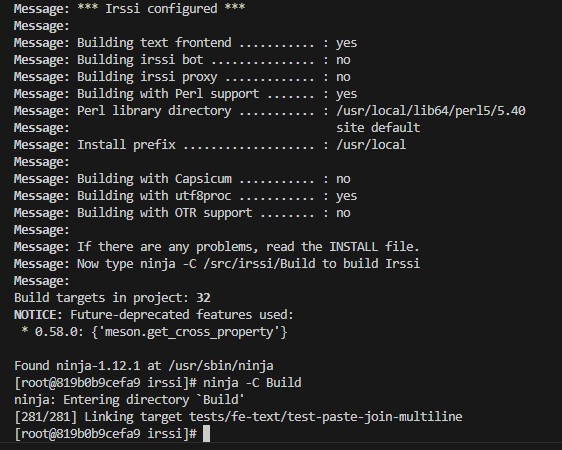 Message: *** Irssi configured ***
Message:
Message: Building text frontend ........... : yes
Message: Building irssi bot ............... : no
Message: Building irssi proxy ............. : no
Message: Building with Perl support ....... : yes
Message: Perl library directory ........... : /usr/local/lib64/perl5/5.40
Message:                                      site default
Message: Install prefix ................... : /usr/local
Message:
Message: Building with Capsicum ........... : no
Message: Building with utf8proc ........... : yes
Message: Building with OTR support ........ : no
Message:
Message: If there are any problems, read the INSTALL file.
Message: Now type ninja -C /src/irssi/Build to build Irssi
Message:
Build targets in project: 32
NOTICE: Future-deprecated features used:
 * 0.58.0: {'meson.get_cross_property'}

Found ninja-1.12.1 at /usr/sbin/ninja
[root@819b0b9cefa9 irssi]# ninja -C Build
ninja: Entering directory `Build'
[281/281] Linking target tests/fe-text/test-paste-join-multiline
[root@819b0b9cefa9 irssi]#